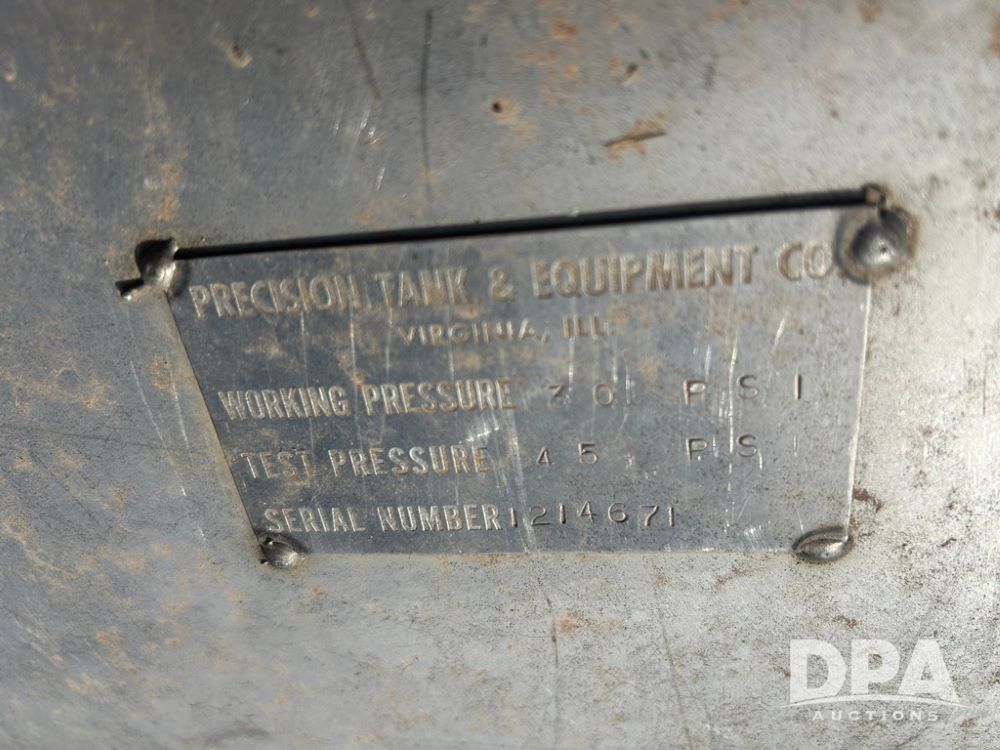 PRECISION TANK & EQUIPMENT CO.
VIRGINIA, ILL.
WORKING PRESSURE 30 PSI
TEST PRESSURE 45 PSI
SERIAL NUMBER 1214671
DPA
AUCTIONS